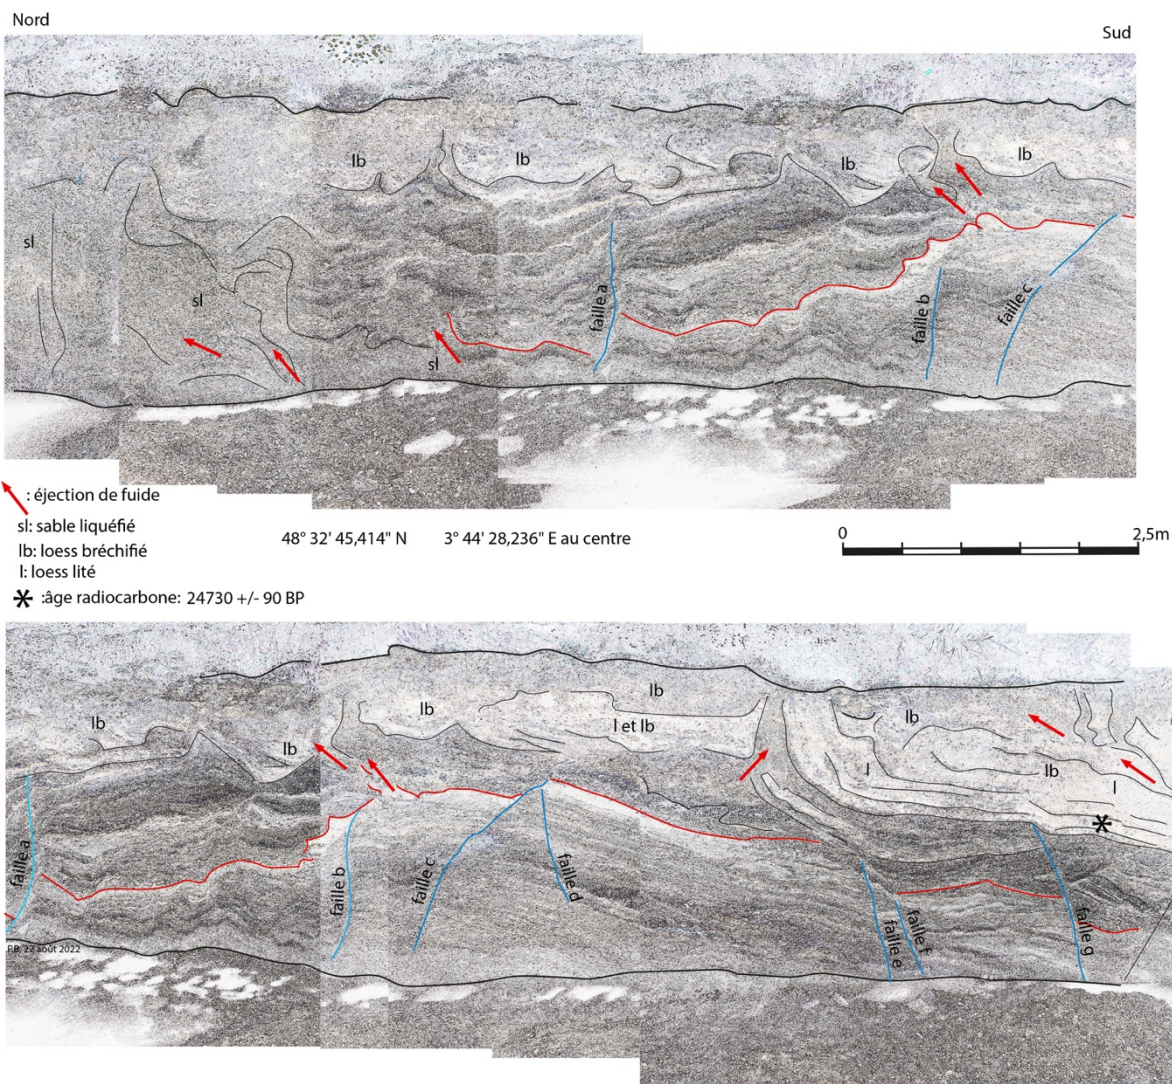 Nord
Sud
lb
lb
lb
lb
sl
sl
sl
faille a
faille b
faille c
: éjection de fuide
sl: sable liquéfié
lb: loess bréchifié
l: loess lité
:âge radiocarbone: 24730 +/- 90 BP
48° 32' 45,414" N 3° 44' 28,236" E au centre
0 2,5m
lb
lb
lb
lb
l et lb
lb
l
lb
l
faille a
faille b
faille c
faille d
faille e
faille f
faille g
P.B. 22 août 2022